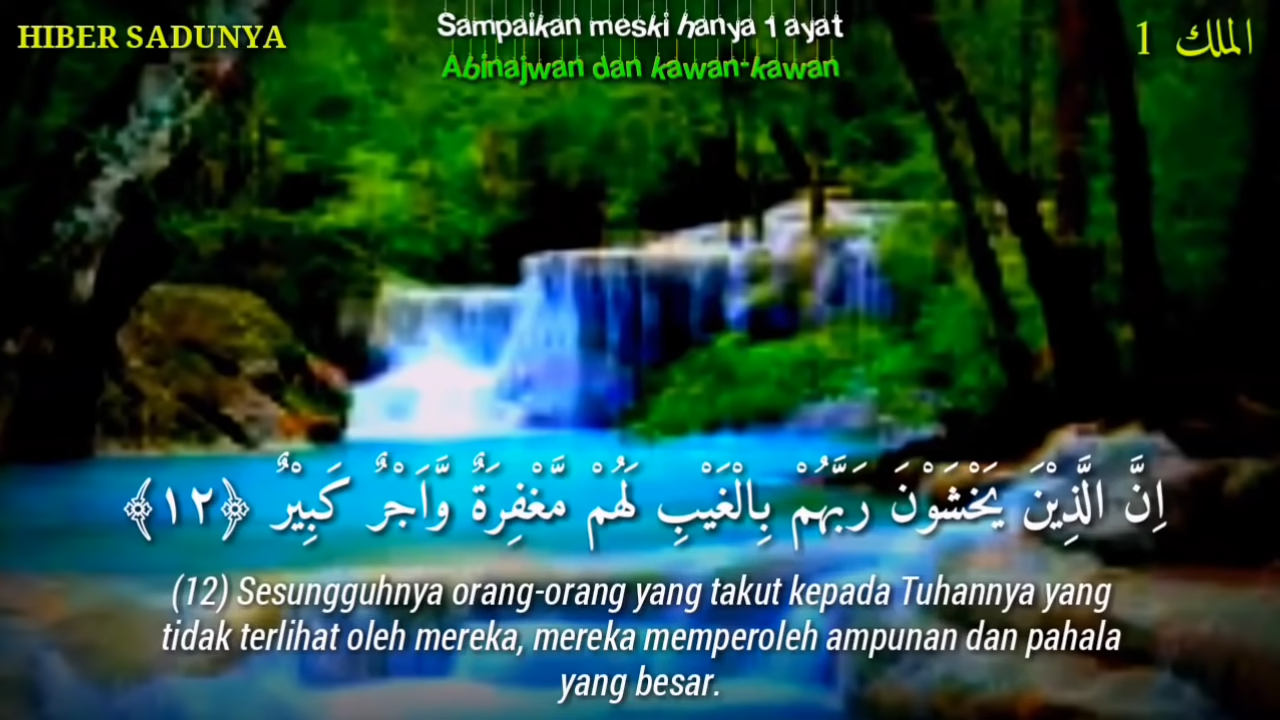 HIBER SADUNYA
Sampaikan meski hanya 1 ayat
Abinajwan dan kawan-kawan
الملك 1
اِنَّ الَّذِيْنَ يَخْشَوْنَ رَبَّهُمْ بِالْغَيْبِ لَهُمْ مَّغْفِرَةٌ وَّاَجْرٌ كَبِيْرٌ ﴿١٢﴾
(12) Sesungguhnya orang-orang yang takut kepada Tuhannya yang
tidak terlihat oleh mereka, mereka memperoleh ampunan dan pahala
yang besar.